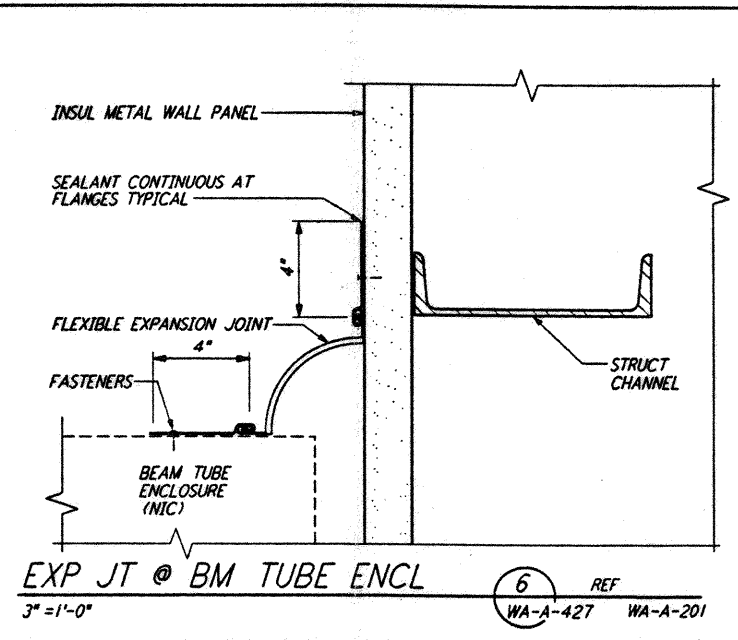 INSUL METAL WALL PANEL
SEALANT CONTINUOUS AT
FLANGES TYPICAL
4"
FLEXIBLE EXPANSION JOINT
4"
FASTENERS
STRUCT
CHANNEL
BEAM TUBE
ENCLOSURE
(NIC)
EXP JT @ BM TUBE ENCL
3"=1'-0"
6
REF
WA-A-427
WA-A-201